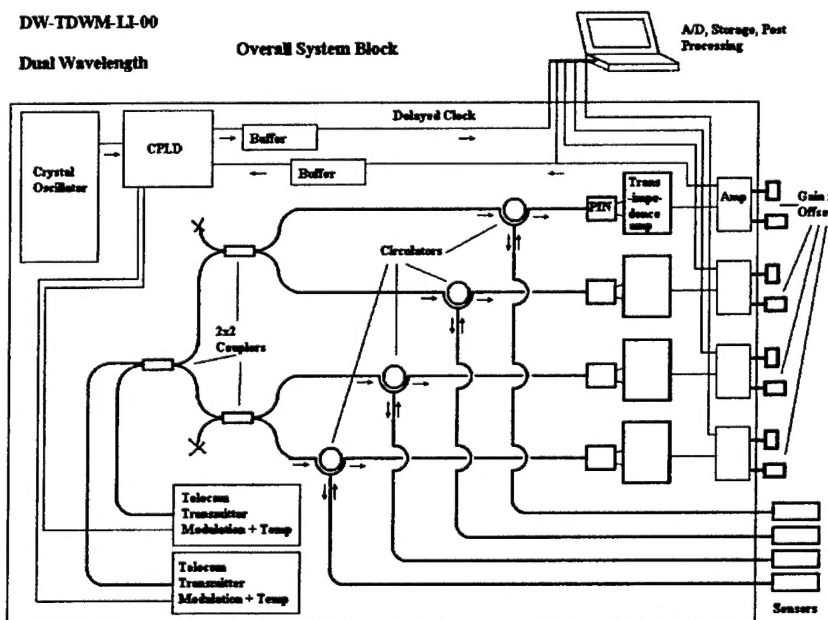 DW-TDWM-LI-00
Dual Wavelength
Overall System Block
A/D, Storage, Post
Processing
Crystal
Oscillator
CPLD
Buffer
Delayed Clock
Buffer
Circulators
PIN
Trans
-impe-
dence
amp
Amp
Gain
Offset
2x2
Couplers
Telecom
Transmitter
Modulation + Temp
Telecom
Transmitter
Modulation + Temp
Sensors